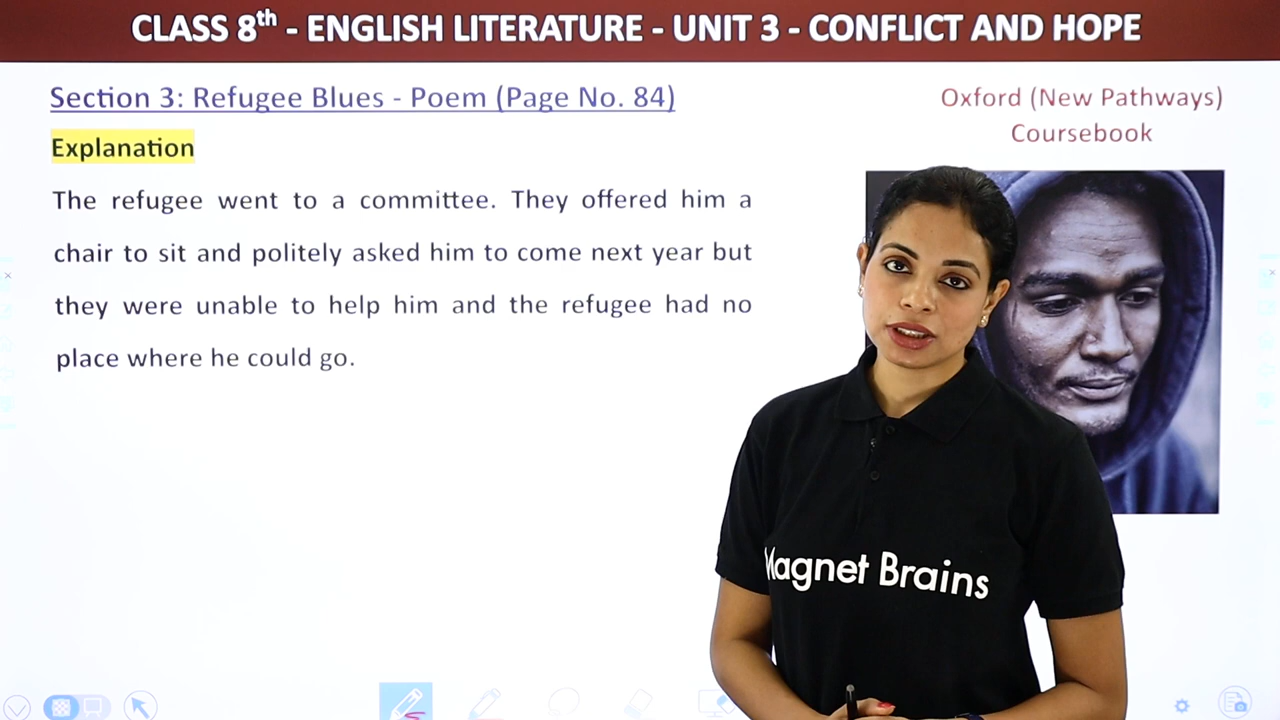 CLASS 8th - ENGLISH LITERATURE - UNIT 3 - CONFLICT AND HOPE
Section 3: Refugee Blues - Poem (Page No. 84)
Oxford (New Pathways)
Coursebook
Explanation
The refugee went to a committee. They offered him a
chair to sit and politely asked him to come next year but
they were unable to help him and the refugee had no
place where he could go.
Magnet Brains